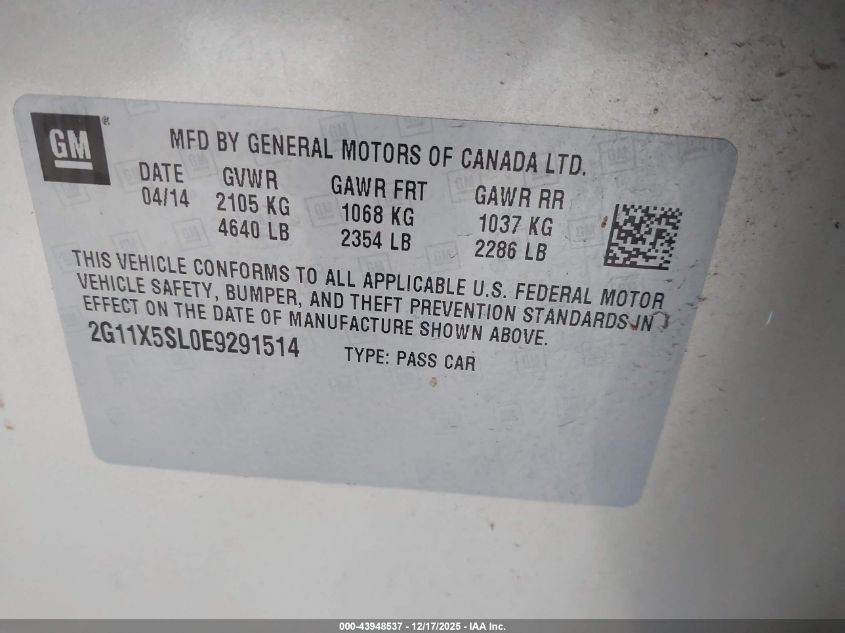 GM®
MFD BY GENERAL MOTORS OF CANADA LTD.
DATE GVWR GAWR FRT GAWR RR
04/14 2105 KG 1068 KG 1037 KG
4640 LB 2354 LB 2286 LB
THIS VEHICLE CONFORMS TO ALL APPLICABLE U.S. FEDERAL MOTOR
VEHICLE SAFETY, BUMPER, AND THEFT PREVENTION STANDARDS IN
EFFECT ON THE DATE OF MANUFACTURE SHOWN ABOVE.
2G11X5SL0E9291514 TYPE: PASS CAR
000-43948537 - 12/17/2025 - IAA Inc.